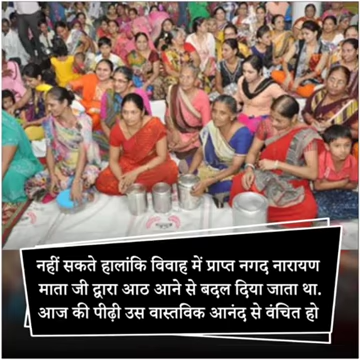 नहीं सकते हालांकि विवाह में प्राप्त नगद नारायण
माता जी द्वारा आठ आने से बदल दिया जाता था.
आज की पीढ़ी उस वास्तविक आनंद से वंचित हो